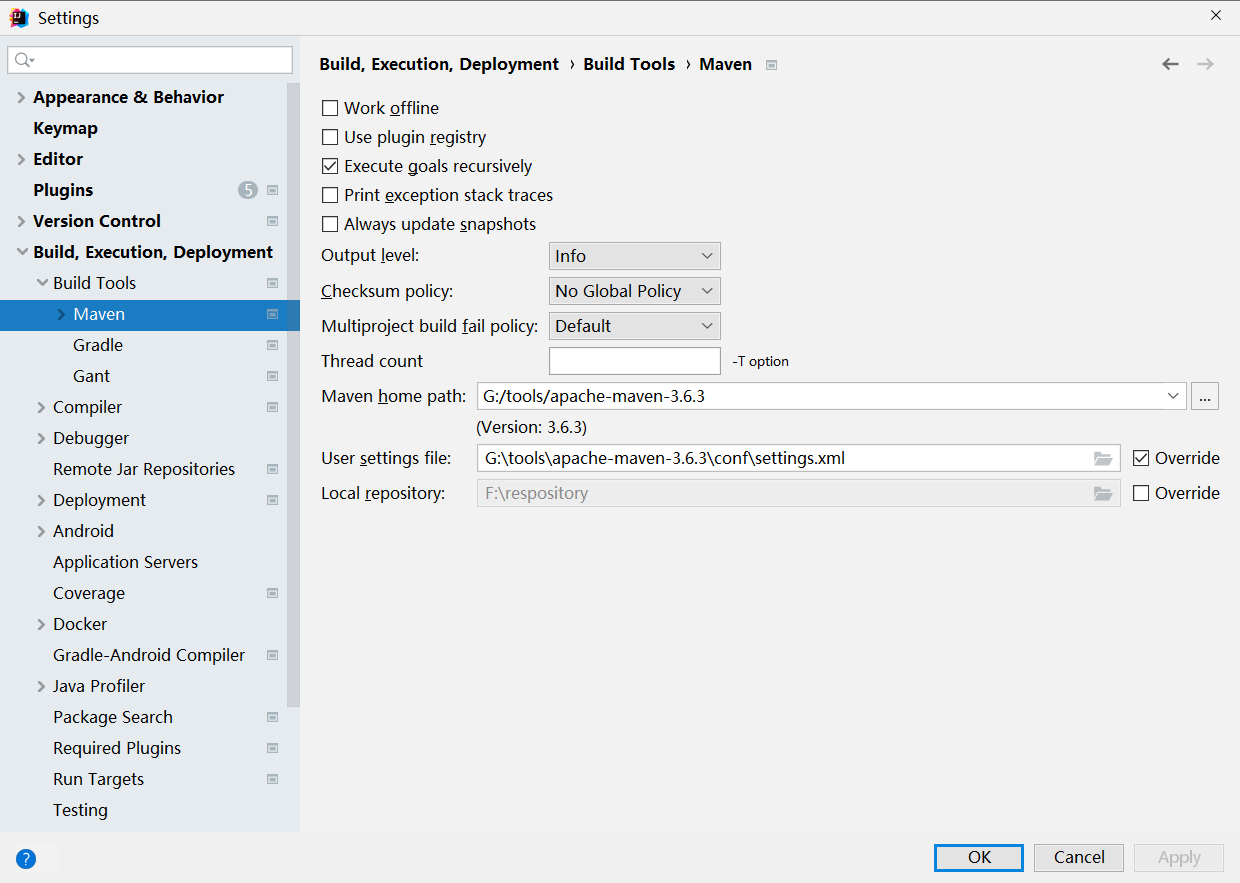 Settings
Appearance & Behavior
Keymap
Editor
Plugins 5
Version Control
Build, Execution, Deployment
Build Tools
Maven
Gradle
Gant
Compiler
Debugger
Remote Jar Repositories
Deployment
Android
Application Servers
Coverage
Docker
Gradle-Android Compiler
Java Profiler
Package Search
Required Plugins
Run Targets
Testing
Build, Execution, Deployment › Build Tools › Maven
Work offline
Use plugin registry
Execute goals recursively
Print exception stack traces
Always update snapshots
Output level: Info
Checksum policy: No Global Policy
Multiproject build fail policy: Default
Thread count -T option
Maven home path: G:/tools/apache-maven-3.6.3 ...
(Version: 3.6.3)
User settings file: G:\tools\apache-maven-3.6.3\conf\settings.xml Override
Local repository: F:\respository Override
? OK Cancel Apply